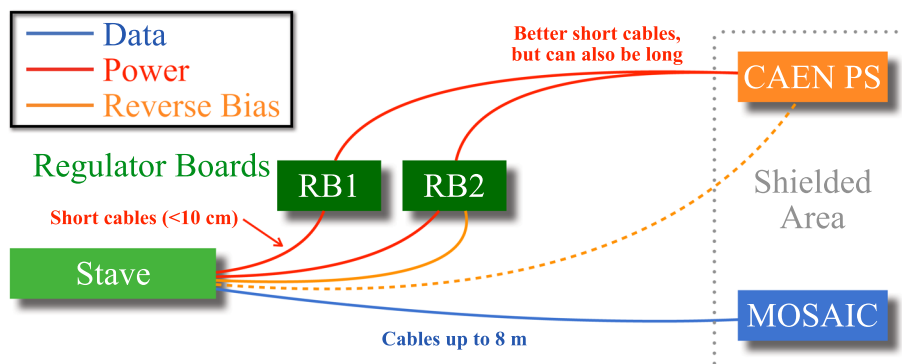 Data
Power
Reverse Bias
Better short cables,
but can also be long
CAEN PS
Regulator Boards
RB1
RB2
Shielded
Area
Short cables (<10 cm)
Stave
MOSAIC
Cables up to 8 m